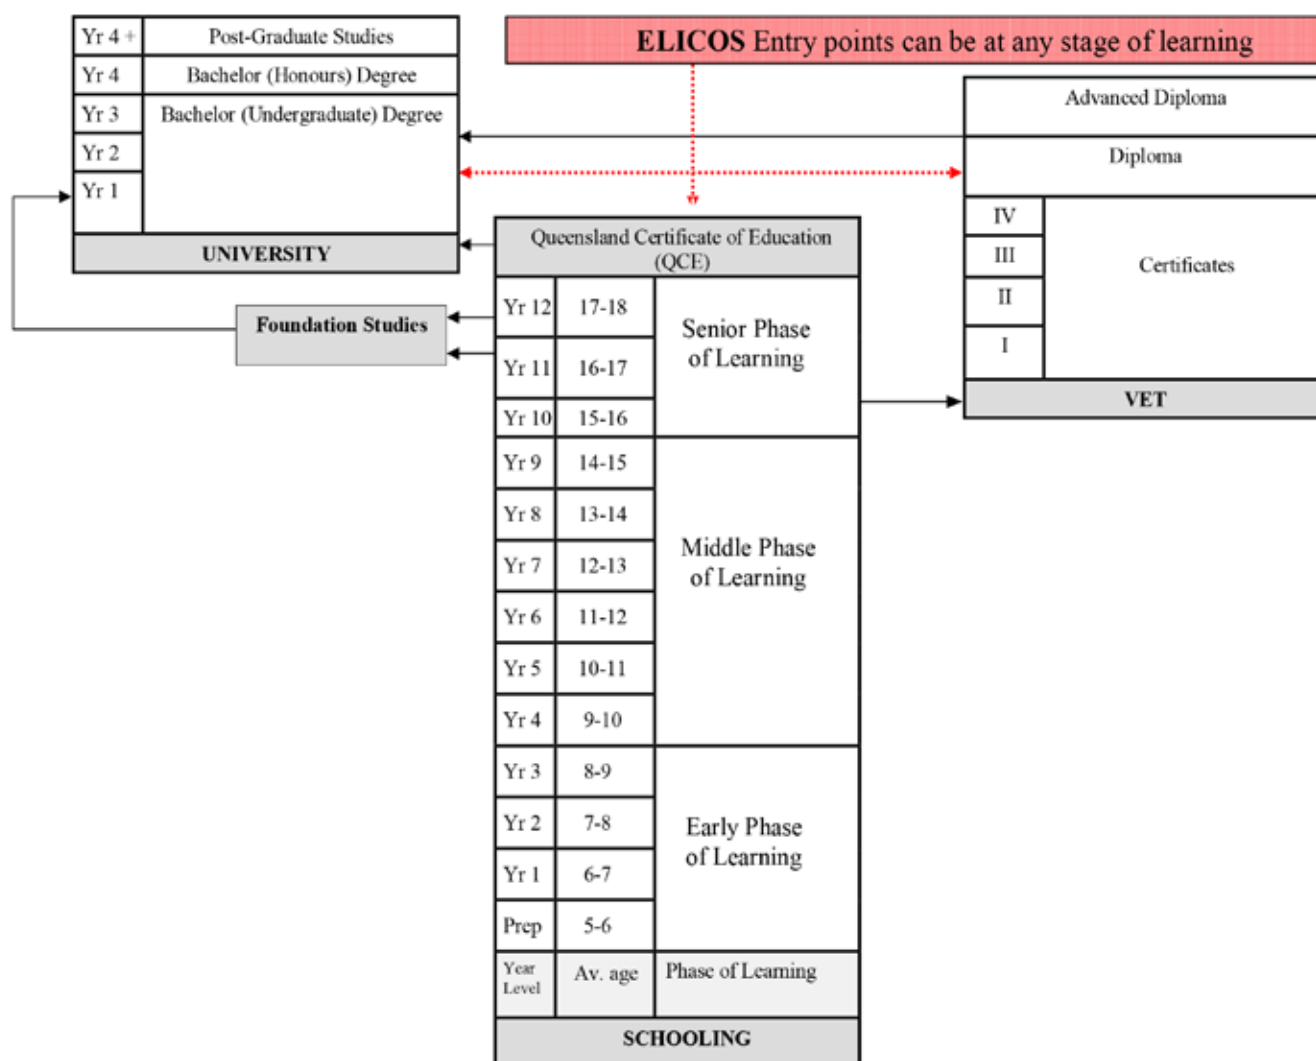 Yr 4 + Post-Graduate Studies
Yr 4 Bachelor (Honours) Degree
Yr 3 Bachelor (Undergraduate) Degree
Yr 2
Yr 1
UNIVERSITY
Foundation Studies
ELICOS Entry points can be at any stage of learning
Advanced Diploma
Diploma
IV
III
II
I
Certificates
VET
Queensland Certificate of Education
(QCE)
Yr 12 17-18
Yr 11 16-17
Yr 10 15-16
Senior Phase
of Learning
Yr 9 14-15
Yr 8 13-14
Yr 7 12-13
Yr 6 11-12
Yr 5 10-11
Yr 4 9-10
Middle Phase
of Learning
Yr 3 8-9
Yr 2 7-8
Yr 1 6-7
Prep 5-6
Early Phase
of Learning
Year
Level
Av. age
Phase of Learning
SCHOOLING